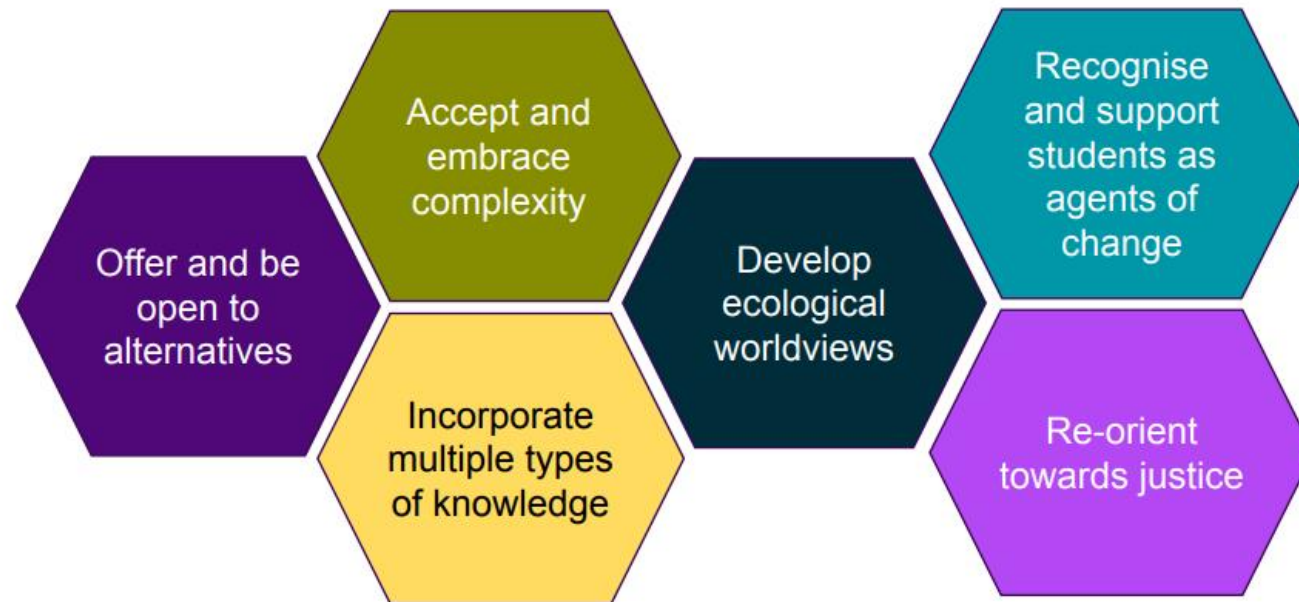 Offer and be
open to
alternatives
Accept and
embrace
complexity
Incorporate
multiple types
of knowledge
Develop
ecological
worldviews
Recognise
and support
students as
agents of
change
Re-orient
towards justice